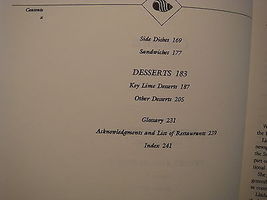 Contents
x
Side Dishes 169
Sandwiches 177
DESSERTS 183
Key Lime Desserts 187
Other Desserts 205
Glossary 231
Acknowledgments and List of Restaurants 239
Index 241